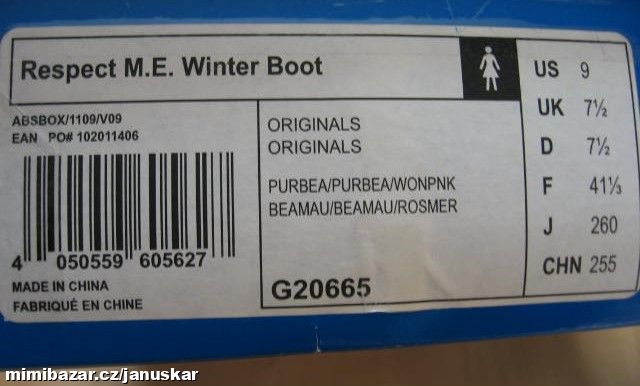 Respect M.E. Winter Boot
ABSBOX/1109/V09
EAN PO# 102011406
4 050559 605627
MADE IN CHINA
FABRIQUÉ EN CHINE
ORIGINALS
ORIGINALS
PURBEA/PURBEA/WONPNK
BEAMAU/BEAMAU/ROSMER
G20665
US 9
UK 7½
D 7½
F 41⅓
J 260
CHN 255
mimibazar.cz/januskar